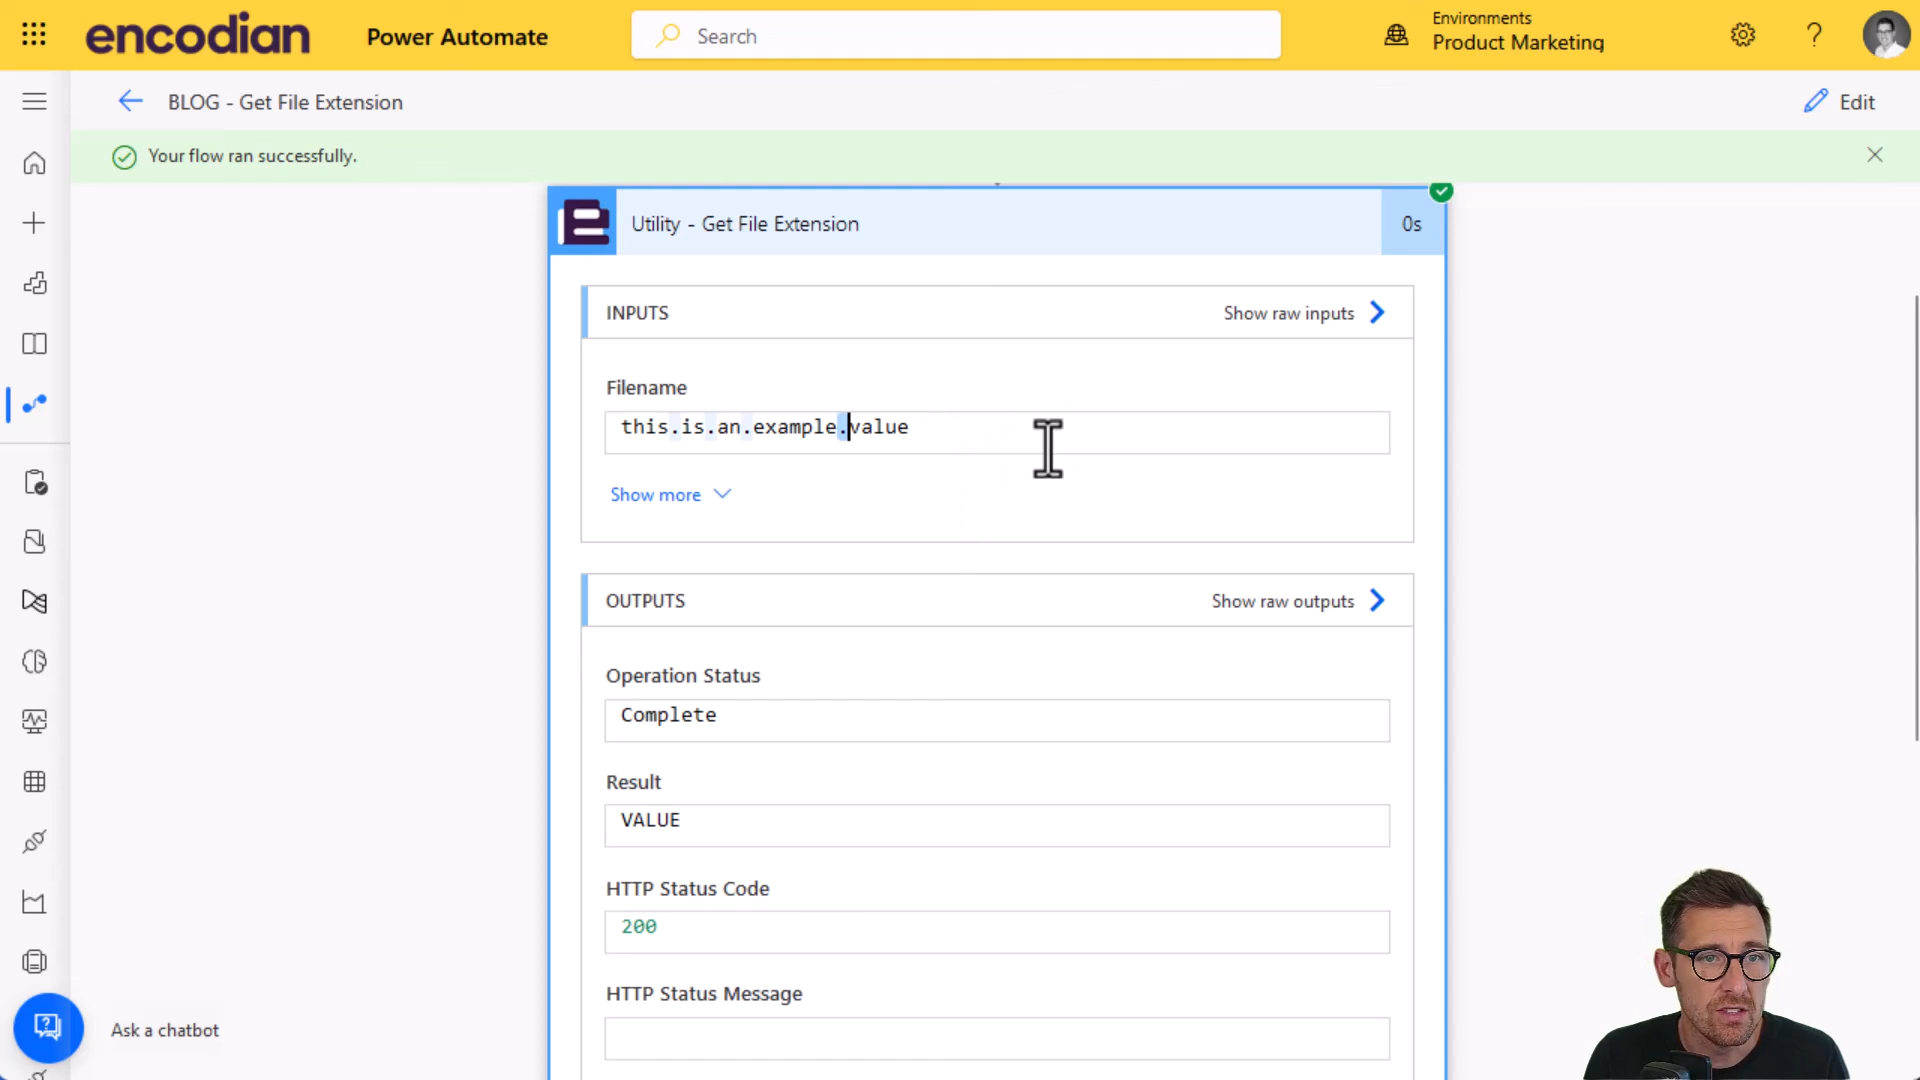 encodian
Power Automate
Search
Environments
Product Marketing
BLOG - Get File Extension
Edit
Your flow ran successfully.
Utility - Get File Extension
0s
INPUTS
Show raw inputs
Filename
this.is.an.example.value
Show more
OUTPUTS
Show raw outputs
Operation Status
Complete
Result
VALUE
HTTP Status Code
200
HTTP Status Message
Ask a chatbot